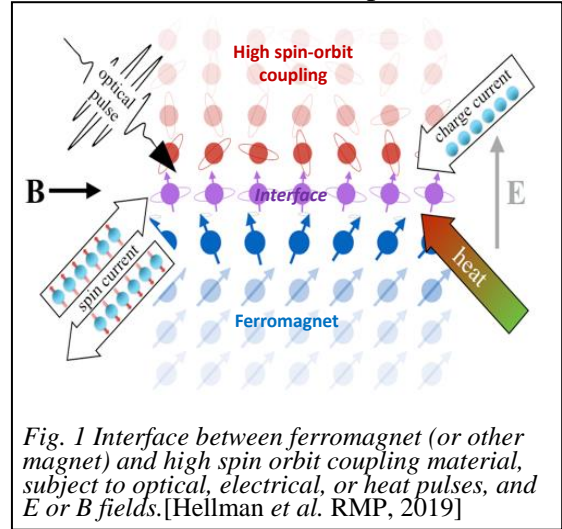 High spin-orbit
coupling
optical
pulse
charge current
B
Interface
E
spin current
heat
Ferromagnet
Fig. 1 Interface between ferromagnet (or other
magnet) and high spin orbit coupling material,
subject to optical, electrical, or heat pulses, and
E or B fields.[Hellman et al. RMP, 2019]